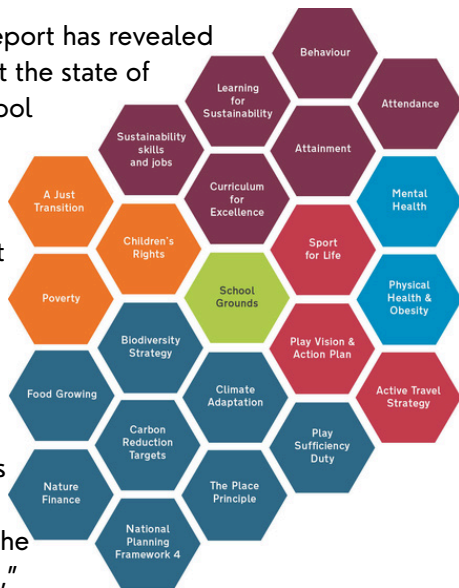 eport has revealed
t the state of
ool
t
s
he
,”
Behaviour
Learning
for
Sustainability
Attendance
Sustainability
skills
and jobs
Attainment
Curriculum
for
Excellence
A Just
Transition
Mental
Health
Children's
Rights
Sport
for Life
School
Grounds
Poverty
Physical
Health &
Obesity
Biodiversity
Strategy
Play Vision &
Action Plan
Food Growing
Climate
Adaptation
Active Travel
Strategy
Carbon
Reduction
Targets
Play
Sufficiency
Duty
Nature
Finance
The Place
Principle
National
Planning
Framework 4